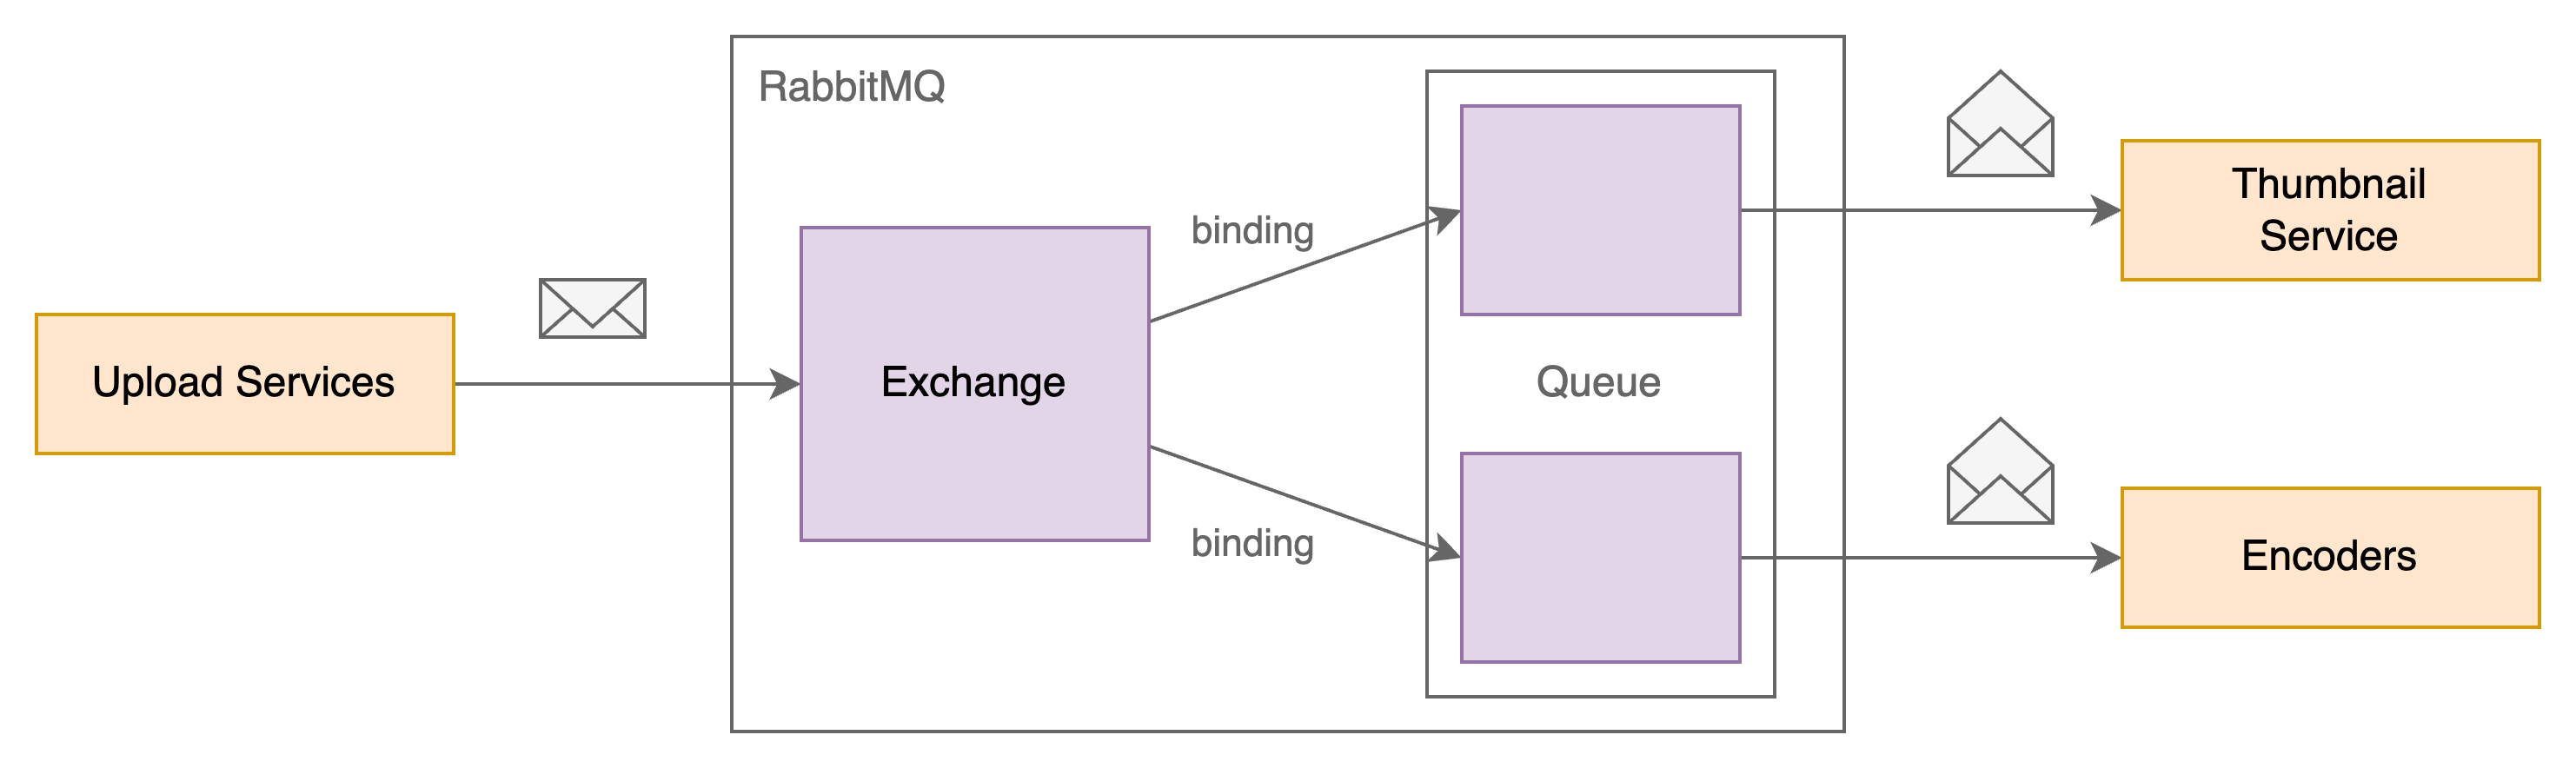 RabbitMQ
Upload Services
Exchange
binding
binding
Queue
Thumbnail
Service
Encoders